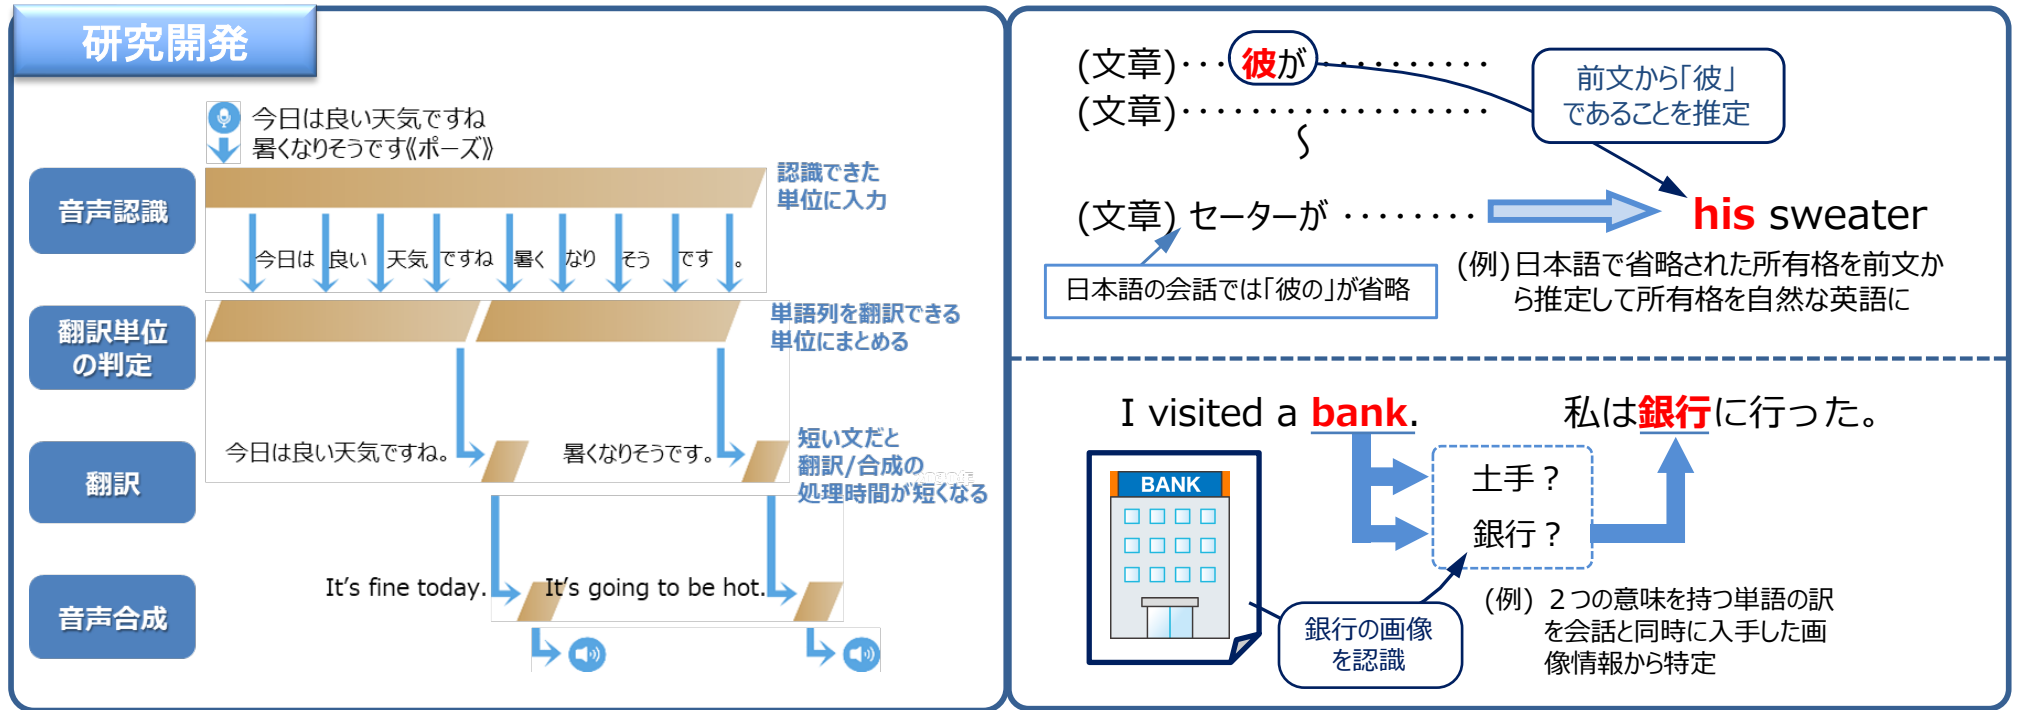 研究開発
今日は良い天気ですね
暑くなりそうです《ポーズ》
音声認識
認識できた
単位に入力
今日は 良い 天気 ですね 暑く なり そう です 。
翻訳単位
の判定
単語列を翻訳できる
単位にまとめる
翻訳
今日は良い天気ですね。
暑くなりそうです。
短い文だと
翻訳/合成の
処理時間が短くなる
音声合成
It's fine today.
It's going to be hot.
(文章)･･･彼が･･･････････
(文章)････････････････････
～
(文章) セーターが ････････
前文から「彼」
であることを推定
his sweater
日本語の会話では「彼の」が省略
(例)日本語で省略された所有格を前文か
ら推定して所有格を自然な英語に
I visited a bank.
私は銀行に行った。
BANK
土手？
銀行？
銀行の画像
を認識
(例) ２つの意味を持つ単語の訳
を会話と同時に入手した画
像情報から特定